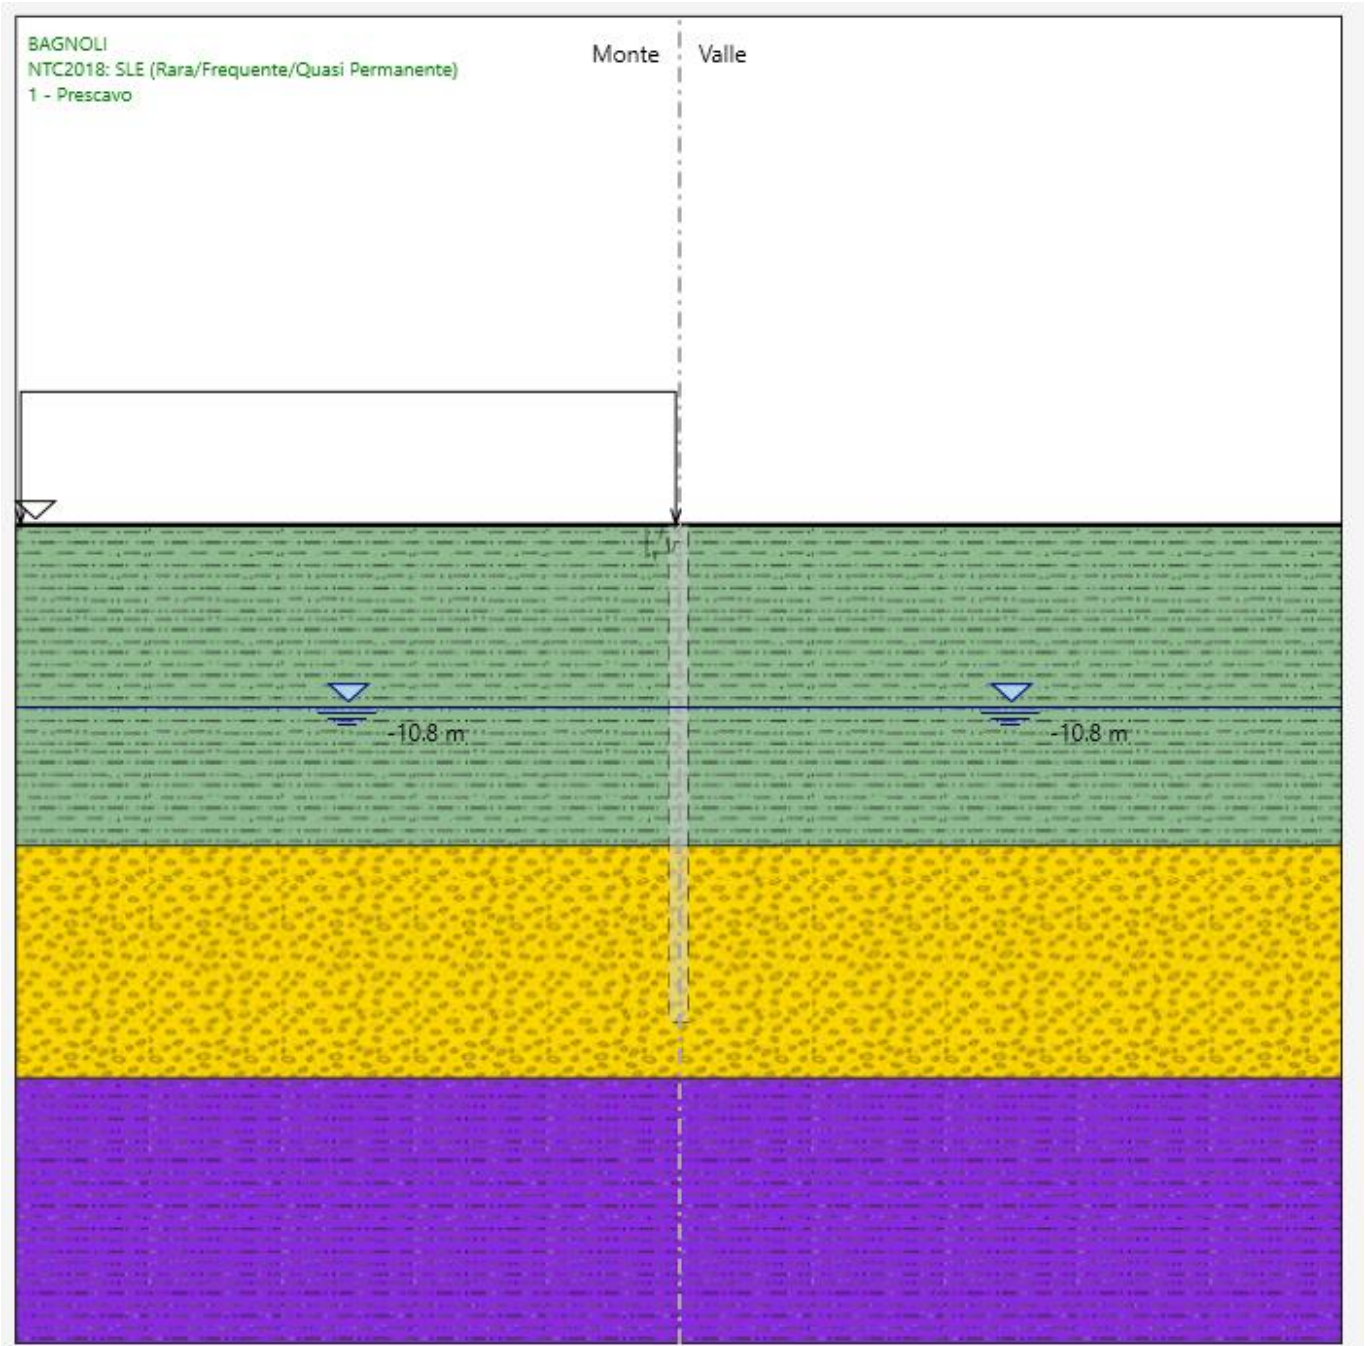 BAGNOLI
NTC2018: SLE (Rara/Frequente/Quasi Permanente)
1 - Prescavo
Monte
Valle
-10.8 m
-10.8 m